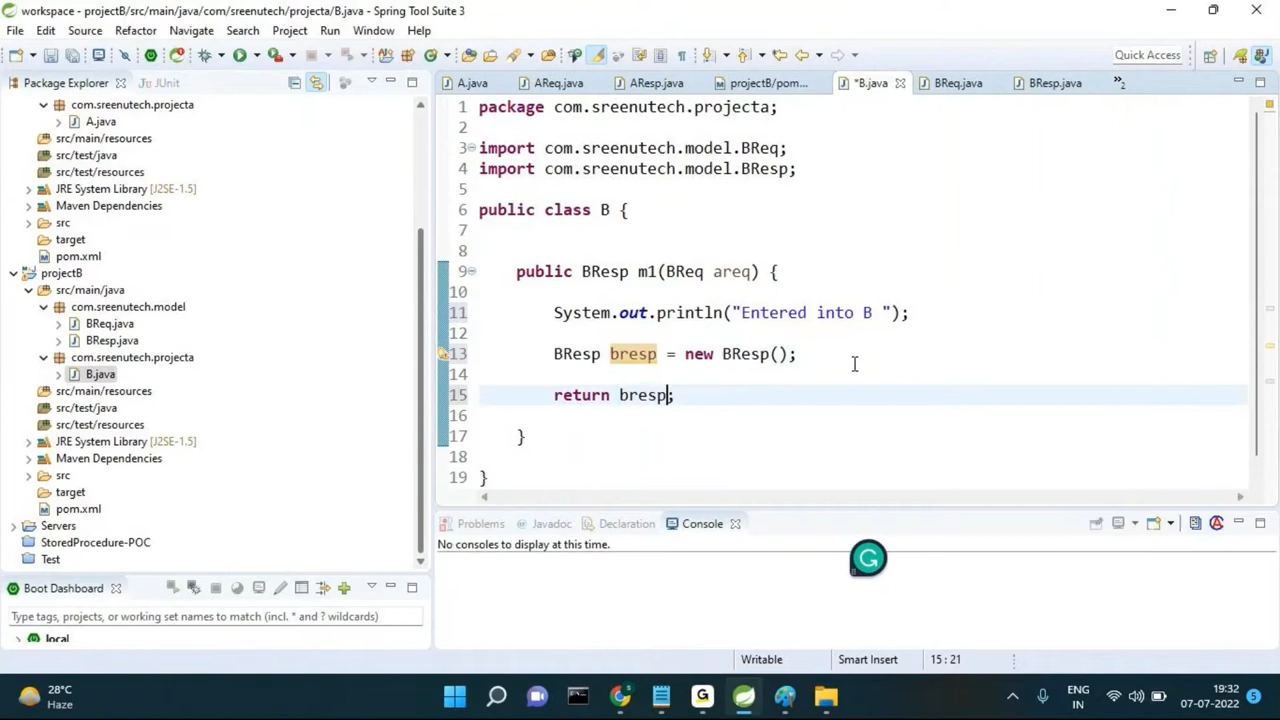 workspace - projectB/src/main/java/com/sreenutech/projecta/B.java - Spring Tool Suite 3
File Edit Source Refactor Navigate Search Project Run Window Help
Quick Access
Package Explorer JUnit
com.sreenutech.projecta
A.java
src/main/resources
src/test/java
src/test/resources
JRE System Library [J2SE-1.5]
Maven Dependencies
src
target
pom.xml
projectB
src/main/java
com.sreenutech.model
BReq.java
BResp.java
com.sreenutech.projecta
B.java
src/main/resources
src/test/java
src/test/resources
JRE System Library [J2SE-1.5]
Maven Dependencies
src
target
pom.xml
Servers
StoredProcedure-POC
Test
Boot Dashboard
Type tags, projects, or working set names to match (incl. * and ? wildcards)
local
A.java AReq.java AResp.java projectB/pom... *B.java BReq.java BResp.java »2
1 package com.sreenutech.projecta;
2
3 import com.sreenutech.model.BReq;
4 import com.sreenutech.model.BResp;
5
6 public class B {
7
8
9 public BResp m1(BReq areq) {
10
11 System.out.println("Entered into B ");
12
13 BResp bresp = new BResp();
14
15 return bresp;
16
17 }
18
19 }
Problems Javadoc Declaration Console
No consoles to display at this time.
Writable Smart Insert 15 : 21
28°C
Haze
ENG
IN
19:32
07-07-2022
5